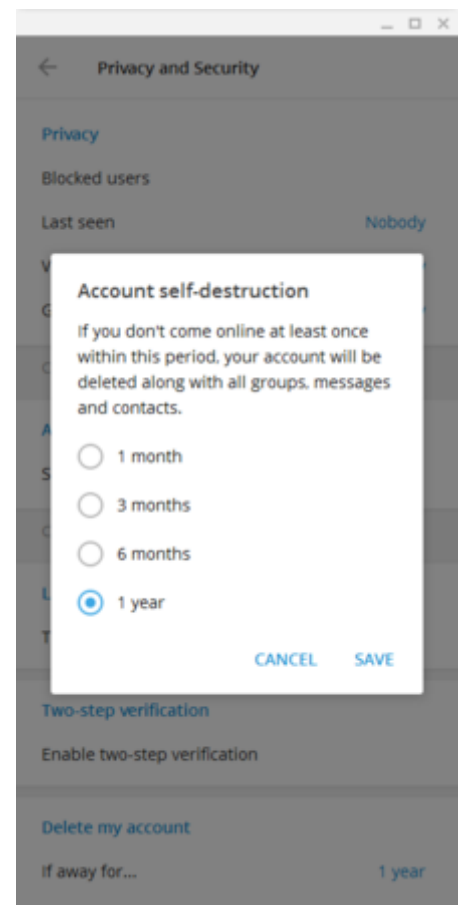 Privacy and Security
Privacy
Blocked users
Last seen Nobody
Account self-destruction
If you don't come online at least once
within this period, your account will be
deleted along with all groups, messages
and contacts.
1 month
3 months
6 months
1 year
CANCEL SAVE
Two-step verification
Enable two-step verification
Delete my account
If away for... 1 year